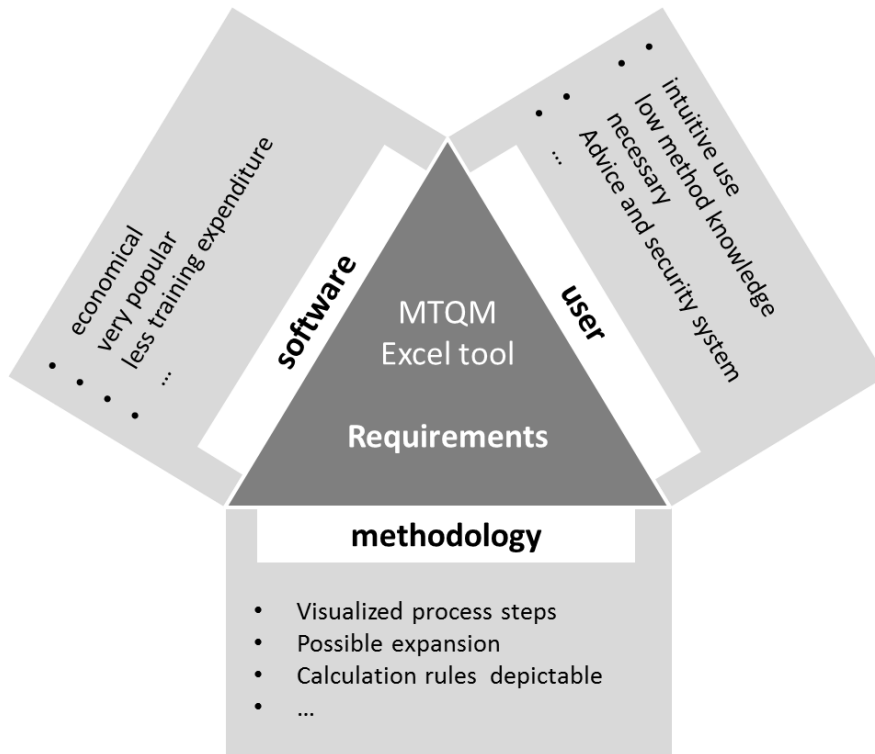 software
• economical
• very popular
• less training expenditure
• ...
user
• intuitive use
• low method knowledge
necessary
• Advice and security system
• ...
MTQM
Excel tool
Requirements
methodology
• Visualized process steps
• Possible expansion
• Calculation rules depictable
• ...